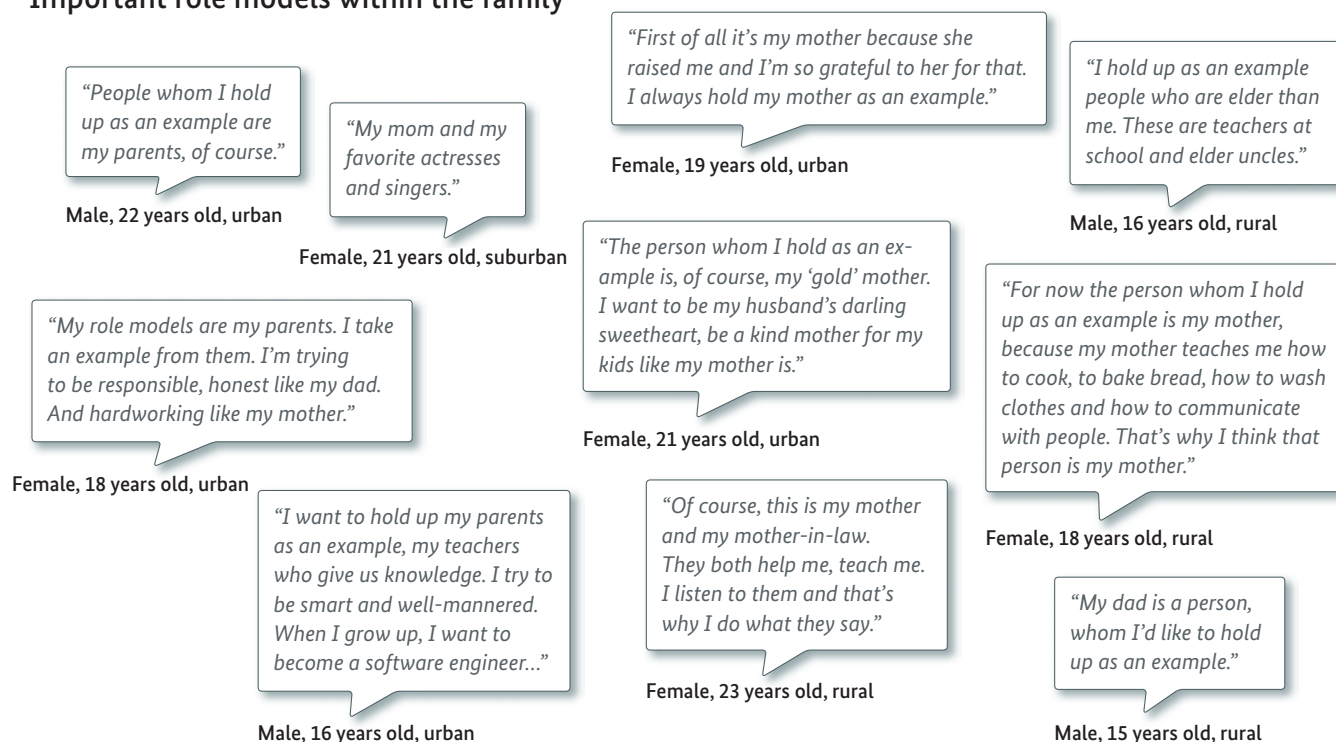 Important role models within the family
“People whom I hold
up as an example are
my parents, of course.”
Male, 22 years old, urban
“My mom and my
favorite actresses
and singers.”
Female, 21 years old, suburban
“First of all it’s my mother because she
raised me and I’m so grateful to her for that.
I always hold my mother as an example.”
Female, 19 years old, urban
“I hold up as an example
people who are elder than
me. These are teachers at
school and elder uncles.”
Male, 16 years old, rural
“My role models are my parents. I take
an example from them. I’m trying
to be responsible, honest like my dad.
And hardworking like my mother.”
Female, 18 years old, urban
“The person whom I hold as an ex-
ample is, of course, my ‘gold’ mother.
I want to be my husband’s darling
sweetheart, be a kind mother for my
kids like my mother is.”
Female, 21 years old, urban
“For now the person whom I hold
up as an example is my mother,
because my mother teaches me how
to cook, to bake bread, how to wash
clothes and how to communicate
with people. That’s why I think that
person is my mother.”
Female, 18 years old, rural
“I want to hold up my parents
as an example, my teachers
who give us knowledge. I try to
be smart and well-mannered.
When I grow up, I want to
become a software engineer...”
Male, 16 years old, urban
“Of course, this is my mother
and my mother-in-law.
They both help me, teach me.
I listen to them and that’s
why I do what they say.”
Female, 23 years old, rural
“My dad is a person,
whom I’d like to hold
up as an example.”
Male, 15 years old, rural